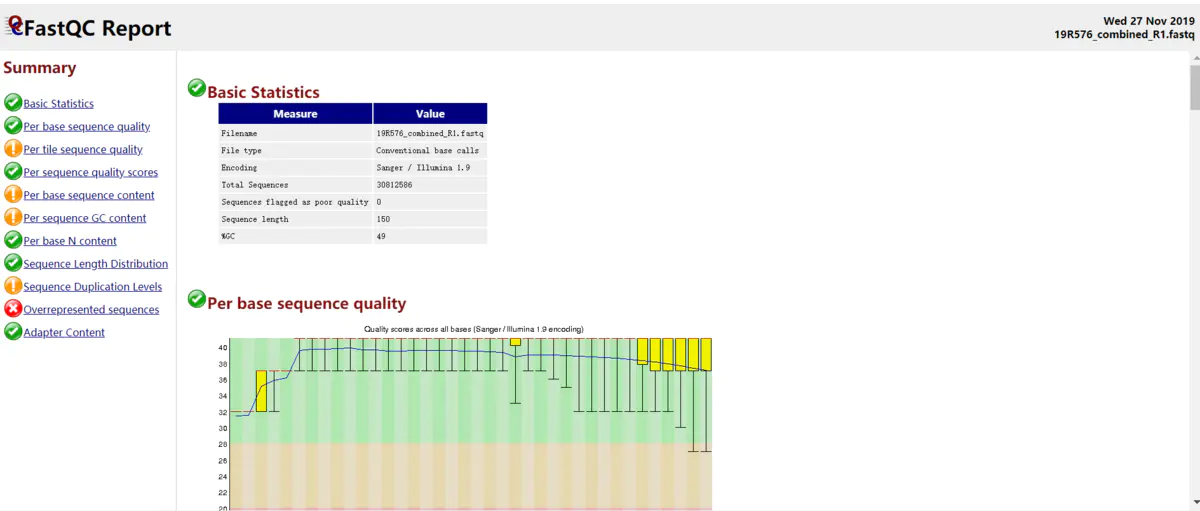 FastQC Report
Wed 27 Nov 2019
19R576_combined_R1.fastq
Summary
Basic Statistics
Per base sequence quality
Per tile sequence quality
Per sequence quality scores
Per base sequence content
Per sequence GC content
Per base N content
Sequence Length Distribution
Sequence Duplication Levels
Overrepresented sequences
Adapter Content
Basic Statistics
Measure Value
Filename 19R576_combined_R1.fastq
File type Conventional base calls
Encoding Sanger / Illumina 1.9
Total Sequences 30812586
Sequences flagged as poor quality 0
Sequence length 150
%GC 49
Per base sequence quality
Quality scores across all bases (Sanger / Illumina 1.9 encoding)
40
38
36
34
32
30
28
26
24
22
20